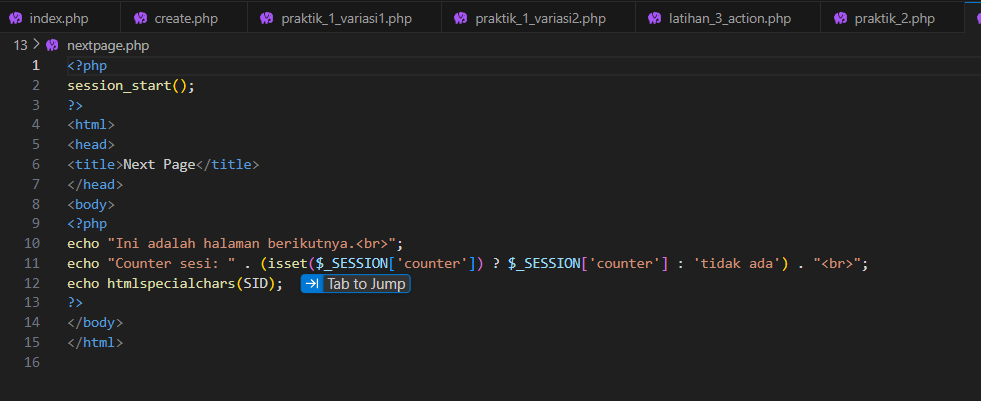 index.php create.php praktik_1_variasi1.php praktik_1_variasi2.php latihan_3_action.php praktik_2.php
13 > nextpage.php
1 <?php
2 session_start();
3 ?>
4 <html>
5 <head>
6 <title>Next Page</title>
7 </head>
8 <body>
9 <?php
10 echo "Ini adalah halaman berikutnya.<br>";
11 echo "Counter sesi: " . (isset($_SESSION['counter']) ? $_SESSION['counter'] : 'tidak ada') . "<br>";
12 echo htmlspecialchars(SID); Tab to Jump
13 ?>
14 </body>
15 </html>
16